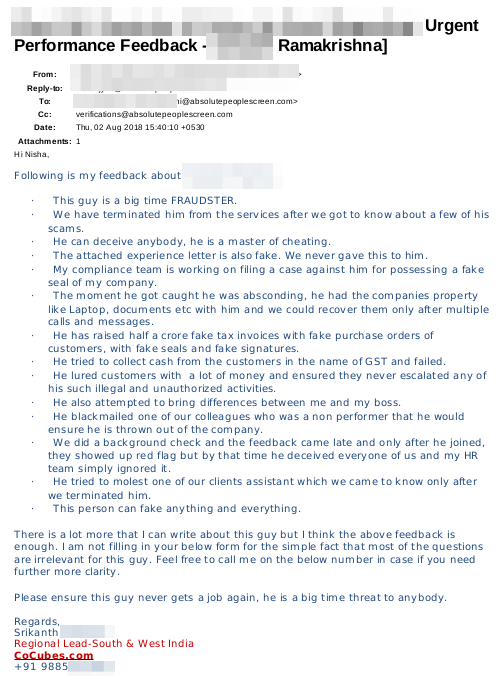 Urgent
Performance Feedback - Ramakrishna]
From:
Reply-to:
To: i@absolutepeoplescreen.com>
Cc: verifications@absolutepeoplescreen.com
Date: Thu, 02 Aug 2018 15:40:10 +0530
Attachments: 1
Hi Nisha,
Following is my feedback about
· This guy is a big time FRAUDSTER.
· We have terminated him from the services after we got to know about a few of his
scams.
· He can deceive anybody, he is a master of cheating.
· The attached experience letter is also fake. We never gave this to him.
· My compliance team is working on filing a case against him for possessing a fake
seal of my company.
· The moment he got caught he was absconding, he had the companies property
like Laptop, documents etc with him and we could recover them only after multiple
calls and messages.
· He has raised half a crore fake tax invoices with fake purchase orders of
customers, with fake seals and fake signatures.
· He tried to collect cash from the customers in the name of GST and failed.
· He lured customers with a lot of money and ensured they never escalated any of
his such illegal and unauthorized activities.
· He also attempted to bring differences between me and my boss.
· He blackmailed one of our colleagues who was a non performer that he would
ensure he is thrown out of the company.
· We did a background check and the feedback came late and only after he joined,
they showed up red flag but by that time he deceived everyone of us and my HR
team simply ignored it.
· He tried to molest one of our clients assistant which we came to know only after
we terminated him.
· This person can fake anything and everything.
There is a lot more that I can write about this guy but I think the above feedback is
enough. I am not filling in your below form for the simple fact that most of the questions
are irrelevant for this guy. Feel free to call me on the below number in case if you need
further more clarity.
Please ensure this guy never gets a job again, he is a big time threat to anybody.
Regards,
Srikanth
Regional Lead-South & West India
CoCubes.com
+91 9885